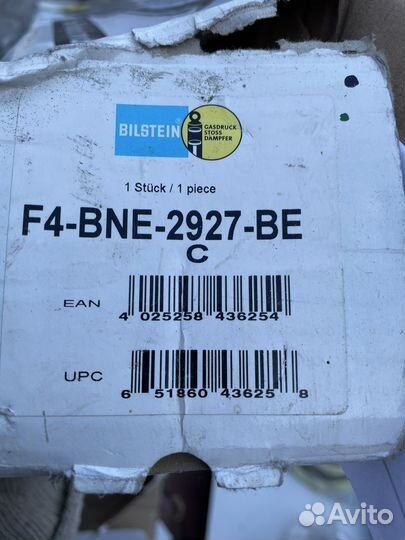 BILSTEIN
GASDRUCK
STOSS
DÄMPFER
1 Stück / 1 piece
F4-BNE-2927-BE
C
EAN
4 025258 436254
UPC
6 51860 43625 8
Avito